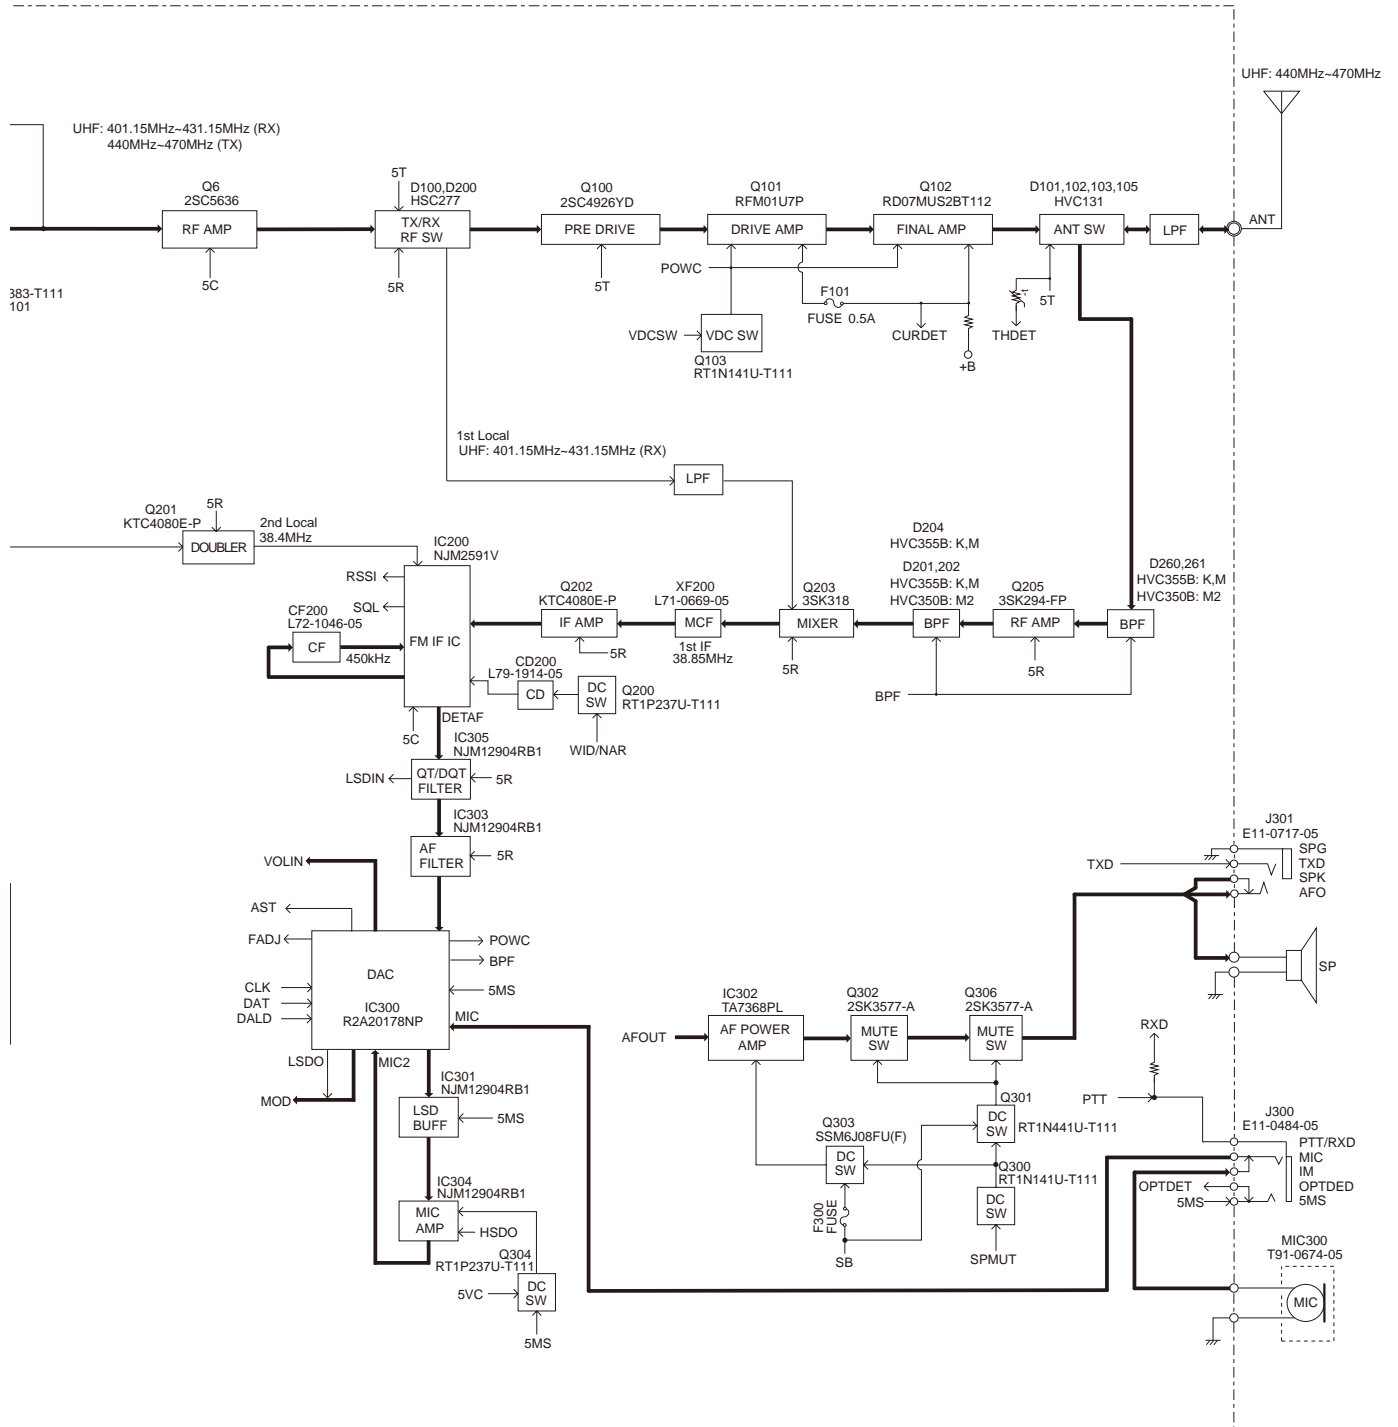 UHF: 440MHz~470MHz
UHF: 401.15MHz~431.15MHz (RX)
440MHz~470MHz (TX)
Q6
2SC5636
RF AMP
5C
5T
D100,D200
HSC277
TX/RX
RF SW
5R
Q100
2SC4926YD
PRE DRIVE
5T
Q101
RFM01U7P
DRIVE AMP
Q102
RD07MUS2BT112
FINAL AMP
D101,102,103,105
HVC131
ANT SW
LPF
ANT
383-T111
101
POWC
F101
FUSE 0.5A
CURDET
+B
-t
THDET
5T
VDCSW
VDC SW
Q103
RT1N141U-T111
1st Local
UHF: 401.15MHz~431.15MHz (RX)
LPF
Q201
KTC4080E-P
5R
DOUBLER
2nd Local
38.4MHz
IC200
NJM2591V
RSSI
SQL
FM IF IC
CF200
L72-1046-05
CF
450kHz
Q202
KTC4080E-P
IF AMP
5R
XF200
L71-0669-05
MCF
1st IF
38.85MHz
Q203
3SK318
MIXER
5R
D204
HVC355B: K,M
D201,202
HVC355B: K,M
HVC350B: M2
BPF
Q205
3SK294-FP
RF AMP
5R
D260,261
HVC355B: K,M
HVC350B: M2
BPF
BPF
CD200
L79-1914-05
CD
DC
SW
Q200
RT1P237U-T111
WID/NAR
5C
DETAF
IC305
NJM12904RB1
LSDIN
QT/DQT
FILTER
5R
IC303
NJM12904RB1
AF
FILTER
5R
VOLIN
AST
FADJ
CLK
DAT
DALD
DAC
IC300
R2A20178NP
POWC
BPF
5MS
MIC
LSDO
MIC2
MOD
IC301
NJM12904RB1
LSD
BUFF
5MS
IC304
NJM12904RB1
MIC
AMP
HSDO
Q304
RT1P237U-T111
5VC
DC
SW
5MS
AFOUT
IC302
TA7368PL
AF POWER
AMP
Q302
2SK3577-A
MUTE
SW
Q306
2SK3577-A
MUTE
SW
Q301
DC
SW
RT1N441U-T111
Q303
SSM6J08FU(F)
DC
SW
Q300
RT1N141U-T111
DC
SW
F300
FUSE
SB
SPMUT
J301
E11-0717-05
SPG
TXD
TXD
SPK
AFO
SP
RXD
PTT
J300
E11-0484-05
PTT/RXD
MIC
IM
OPTDET
OPTDED
5MS
5MS
MIC300
T91-0674-05
MIC